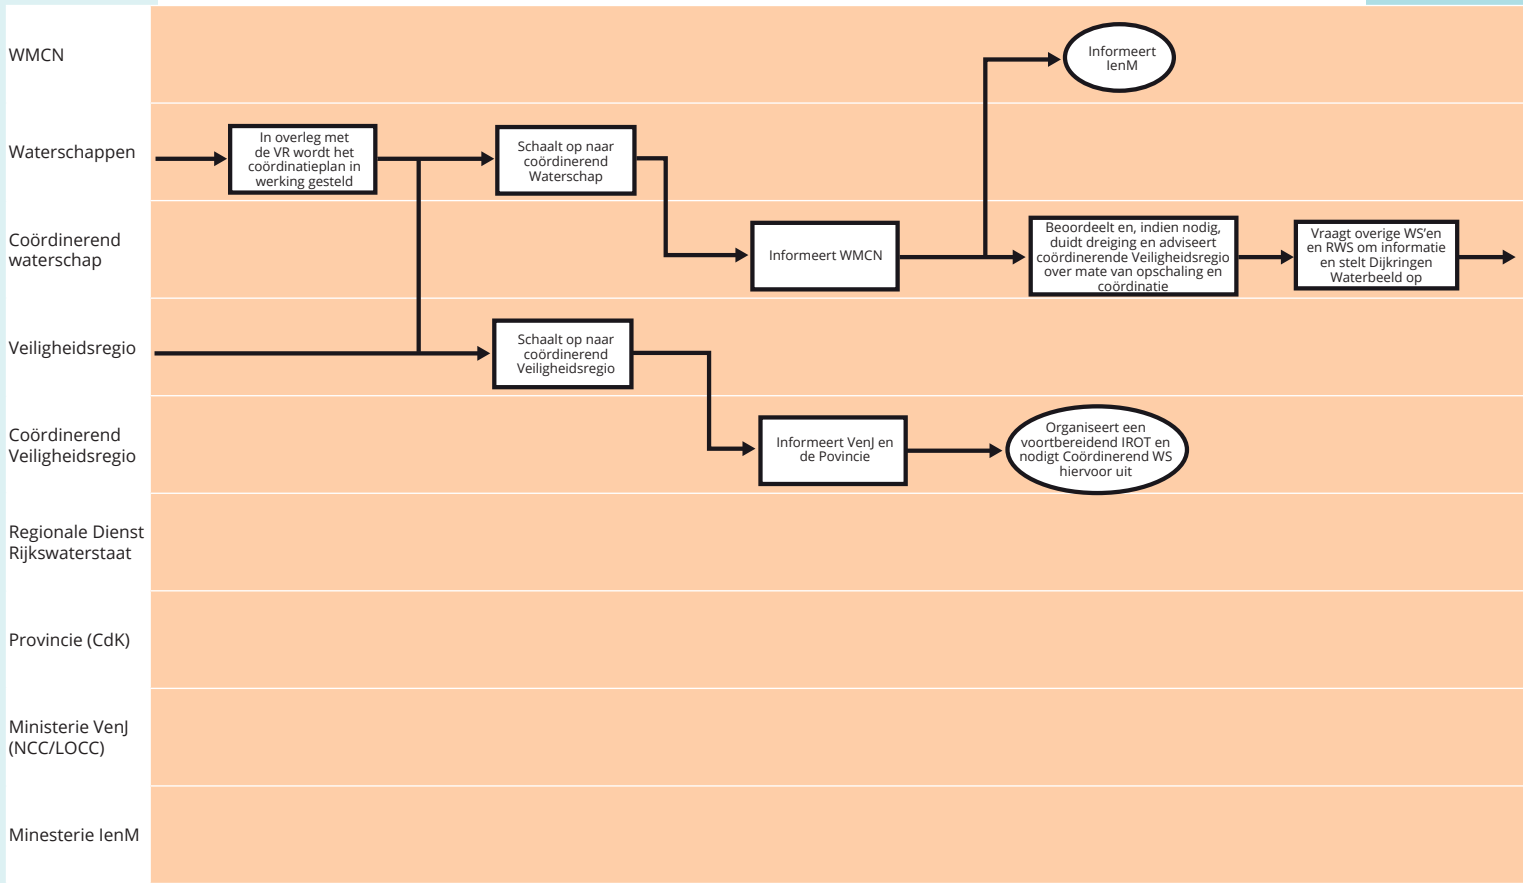 WMCN
Informeert
IenM
Waterschappen
In overleg met
de VR wordt het
coördinatieplan in
werking gesteld
Schaalt op naar
coördinerend
Waterschap
Coördinerend
waterschap
Informeert WMCN
Beoordeelt en, indien nodig,
duidt dreiging en adviseert
coördinerende Veiligheidsregio
over mate van opschaling en
coördinatie
Vraagt overige WS'en
en RWS om informatie
en stelt Dijkringen
Waterbeeld op
Veiligheidsregio
Schaalt op naar
coördinerend
Veiligheidsregio
Coördinerend
Veiligheidsregio
Informeert VenJ en
de Povincie
Organiseert een
voortbereidend IROT en
nodigt Coördinerend WS
hiervoor uit
Regionale Dienst
Rijkswaterstaat
Provincie (CdK)
Ministerie VenJ
(NCC/LOCC)
Minesterie IenM